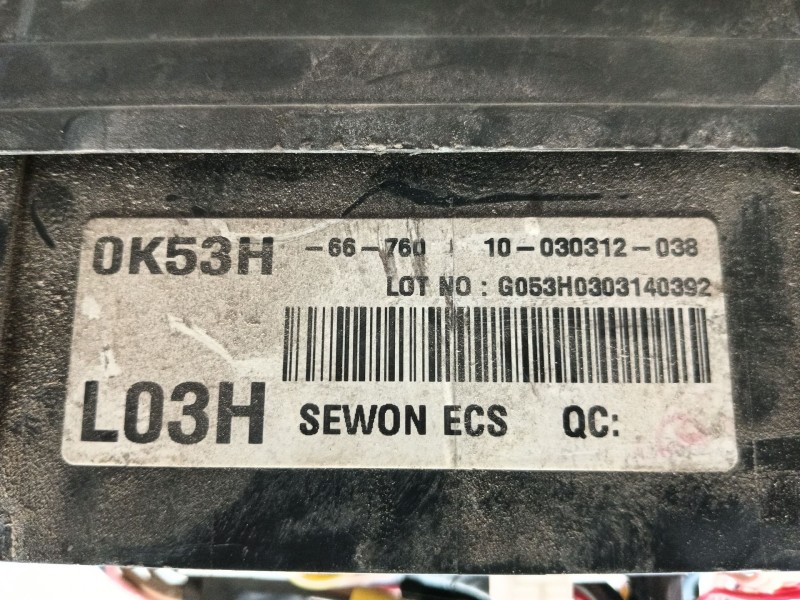 0K53H -66-760 10-030312-038
LOT NO : G053H0303140392
L03H SEWON ECS QC: